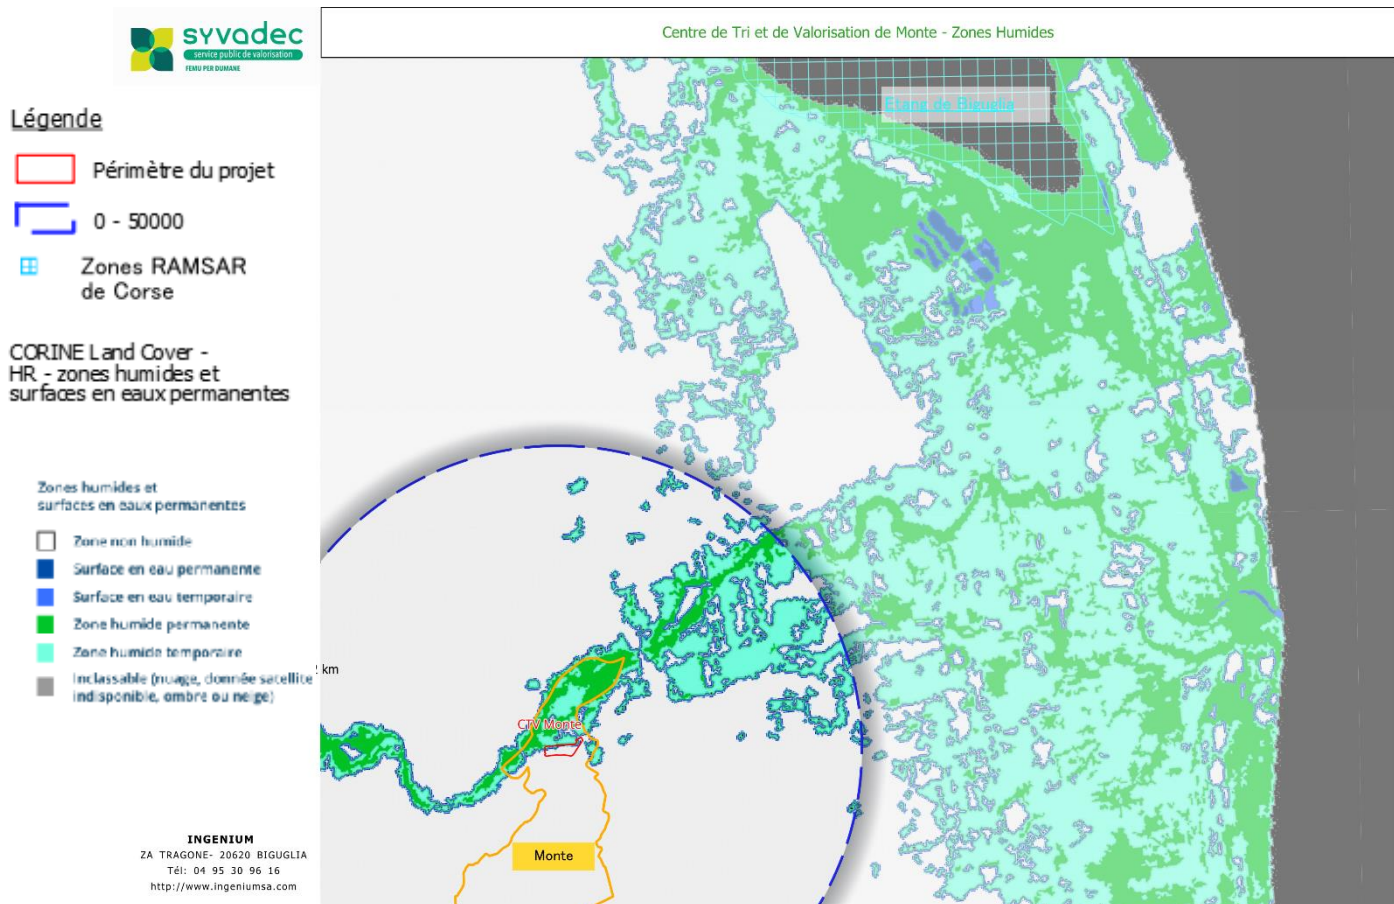 syvadec
service public de valorisation
FEMU PER DUMANE
Centre de Tri et de Valorisation de Monte - Zones Humides
Etang de Biguglia
Légende
Périmètre du projet
0 - 50000
Zones RAMSAR
de Corse
CORINE Land Cover -
HR - zones humides et
surfaces en eaux permanentes
Zones humides et
surfaces en eaux permanentes
Zone non humide
Surface en eau permanente
Surface en eau temporaire
Zone humide permanente
Zone humide temporaire
Inclassable (nuage, donnée satellite
indisponible, ombre ou neige)
2 km
CTV Monte
Monte
INGENIUM
ZA TRAGONE- 20620 BIGUGLIA
Tél: 04 95 30 96 16
http://www.ingeniumsa.com